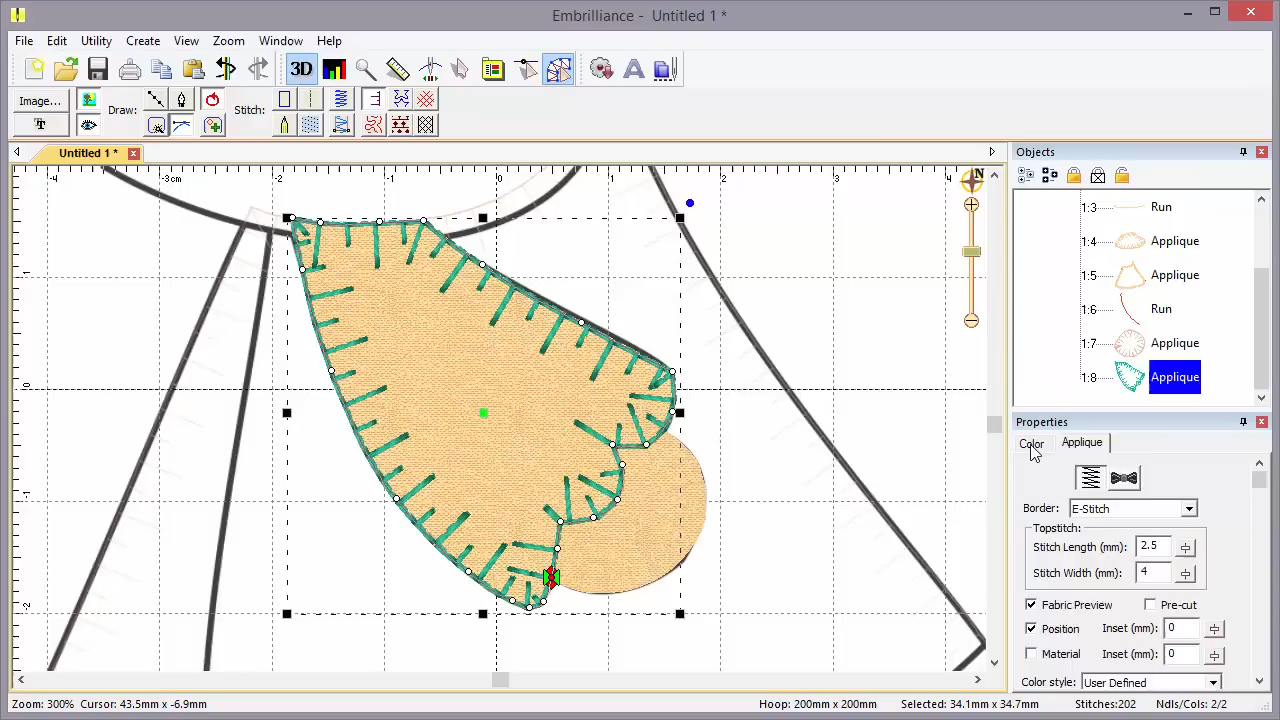 Embrilliance - Untitled 1 *
File Edit Utility Create View Zoom Window Help
3D A
Image... Draw: Stitch:
T
Untitled 1 *
-4 -3cm -2 -1 0 1 2 3 4
N
1
0
-1
-2
Objects
1:3 Run
1:4 Applique
1:5 Applique
1:6 Run
1:7 Applique
1:8 Applique
Properties
Color Applique
Border: E-Stitch
Topstitch:
Stitch Length (mm): 2.5
Stitch Width (mm): 4
Fabric Preview Pre-cut
Position Inset (mm): 0
Material Inset (mm): 0
Color style: User Defined
Zoom: 300% Cursor: 43.5mm x -6.9mm Hoop: 200mm x 200mm Selected: 34.1mm x 34.7mm Stitches:202 Ndls/Cols: 2/2